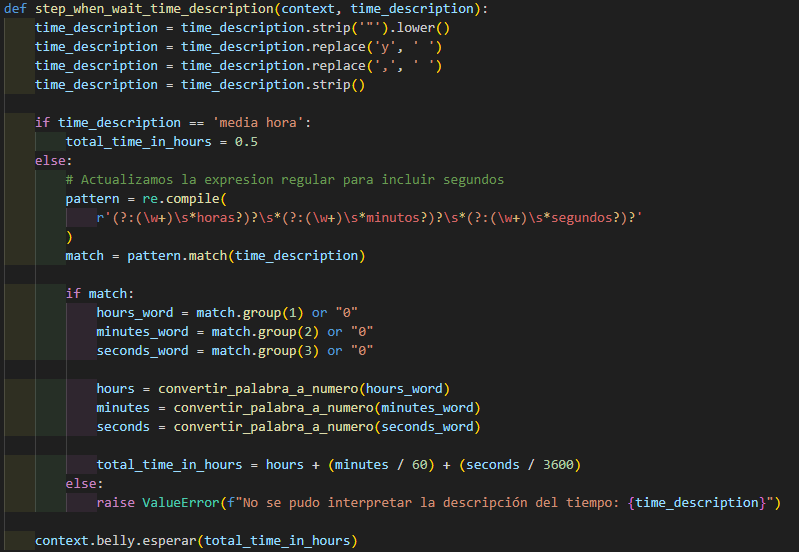 def step_when_wait_time_description(context, time_description):
    time_description = time_description.strip('"').lower()
    time_description = time_description.replace('y', ' ')
    time_description = time_description.replace(',', ' ')
    time_description = time_description.strip()

    if time_description == 'media hora':
        total_time_in_hours = 0.5
    else:
        # Actualizamos la expresion regular para incluir segundos
        pattern = re.compile(
            r'(?:(\w+)\s*horas?)?\s*(?:(\w+)\s*minutos?)?\s*(?:(\w+)\s*segundos?)?'
        )
        match = pattern.match(time_description)

        if match:
            hours_word = match.group(1) or "0"
            minutes_word = match.group(2) or "0"
            seconds_word = match.group(3) or "0"

            hours = convertir_palabra_a_numero(hours_word)
            minutes = convertir_palabra_a_numero(minutes_word)
            seconds = convertir_palabra_a_numero(seconds_word)

            total_time_in_hours = hours + (minutes / 60) + (seconds / 3600)
        else:
            raise ValueError(f"No se pudo interpretar la descripción del tiempo: {time_description}")

    context.belly.esperar(total_time_in_hours)